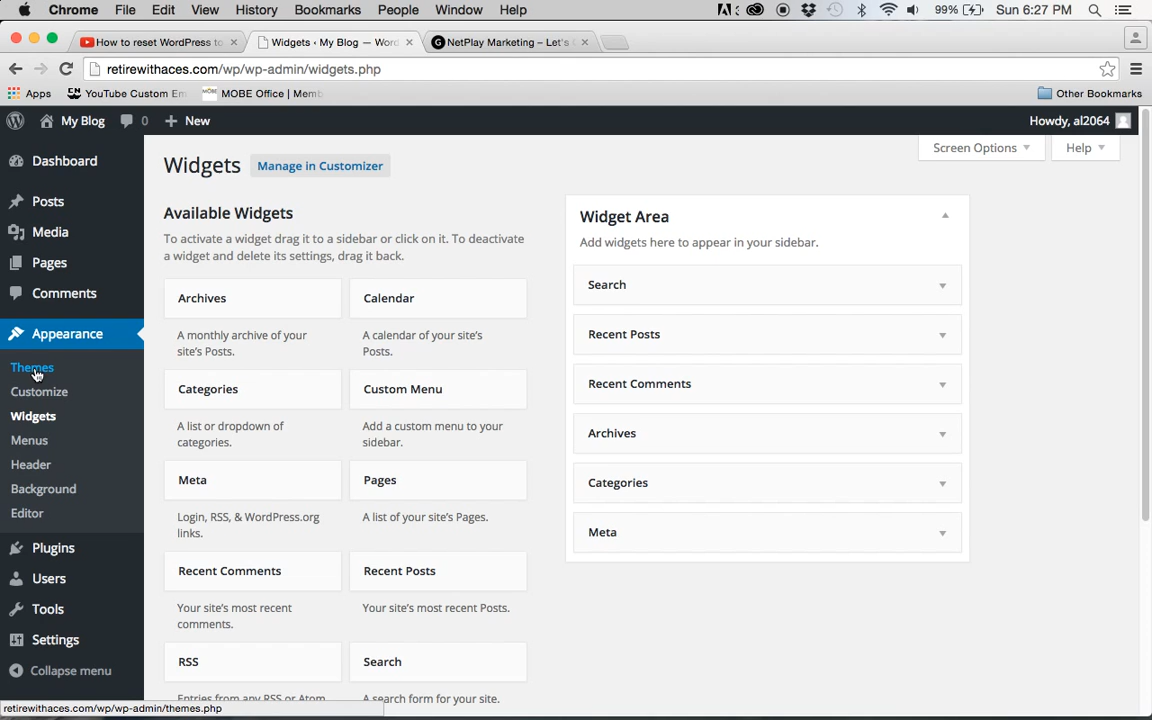 Chrome File Edit View History Bookmarks People Window Help 99% Sun 6:27 PM
How to reset WordPress to Widgets ‹ My Blog — Word NetPlay Marketing – Let's G
retirewithaces.com/wp/wp-admin/widgets.php
Apps YouTube Custom Em MOBE Office | Memb Other Bookmarks
My Blog 0 New Howdy, al2064
Screen Options Help
Dashboard
Posts
Media
Pages
Comments
Appearance
Themes
Customize
Widgets
Menus
Header
Background
Editor
Plugins
Users
Tools
Settings
Collapse menu
Widgets Manage in Customizer
Available Widgets
To activate a widget drag it to a sidebar or click on it. To deactivate
a widget and delete its settings, drag it back.
Archives Calendar
A monthly archive of your A calendar of your site's
site's Posts. Posts.
Categories Custom Menu
A list or dropdown of Add a custom menu to your
categories. sidebar.
Meta Pages
Login, RSS, & WordPress.org A list of your site's Pages.
links.
Recent Comments Recent Posts
Your site's most recent Your site's most recent Posts.
comments.
RSS Search
Entries from any RSS or Atom A search form for your site.
Widget Area
Add widgets here to appear in your sidebar.
Search
Recent Posts
Recent Comments
Archives
Categories
Meta
retirewithaces.com/wp/wp-admin/themes.php